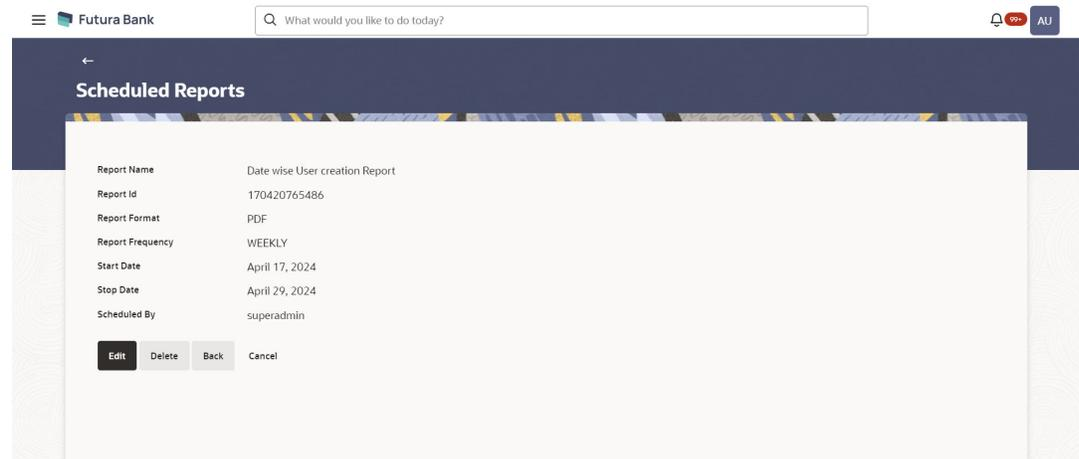 Futura Bank
What would you like to do today?
99+
AU
Scheduled Reports
Report Name Date wise User creation Report
Report Id 170420765486
Report Format PDF
Report Frequency WEEKLY
Start Date April 17, 2024
Stop Date April 29, 2024
Scheduled By superadmin
Edit Delete Back Cancel